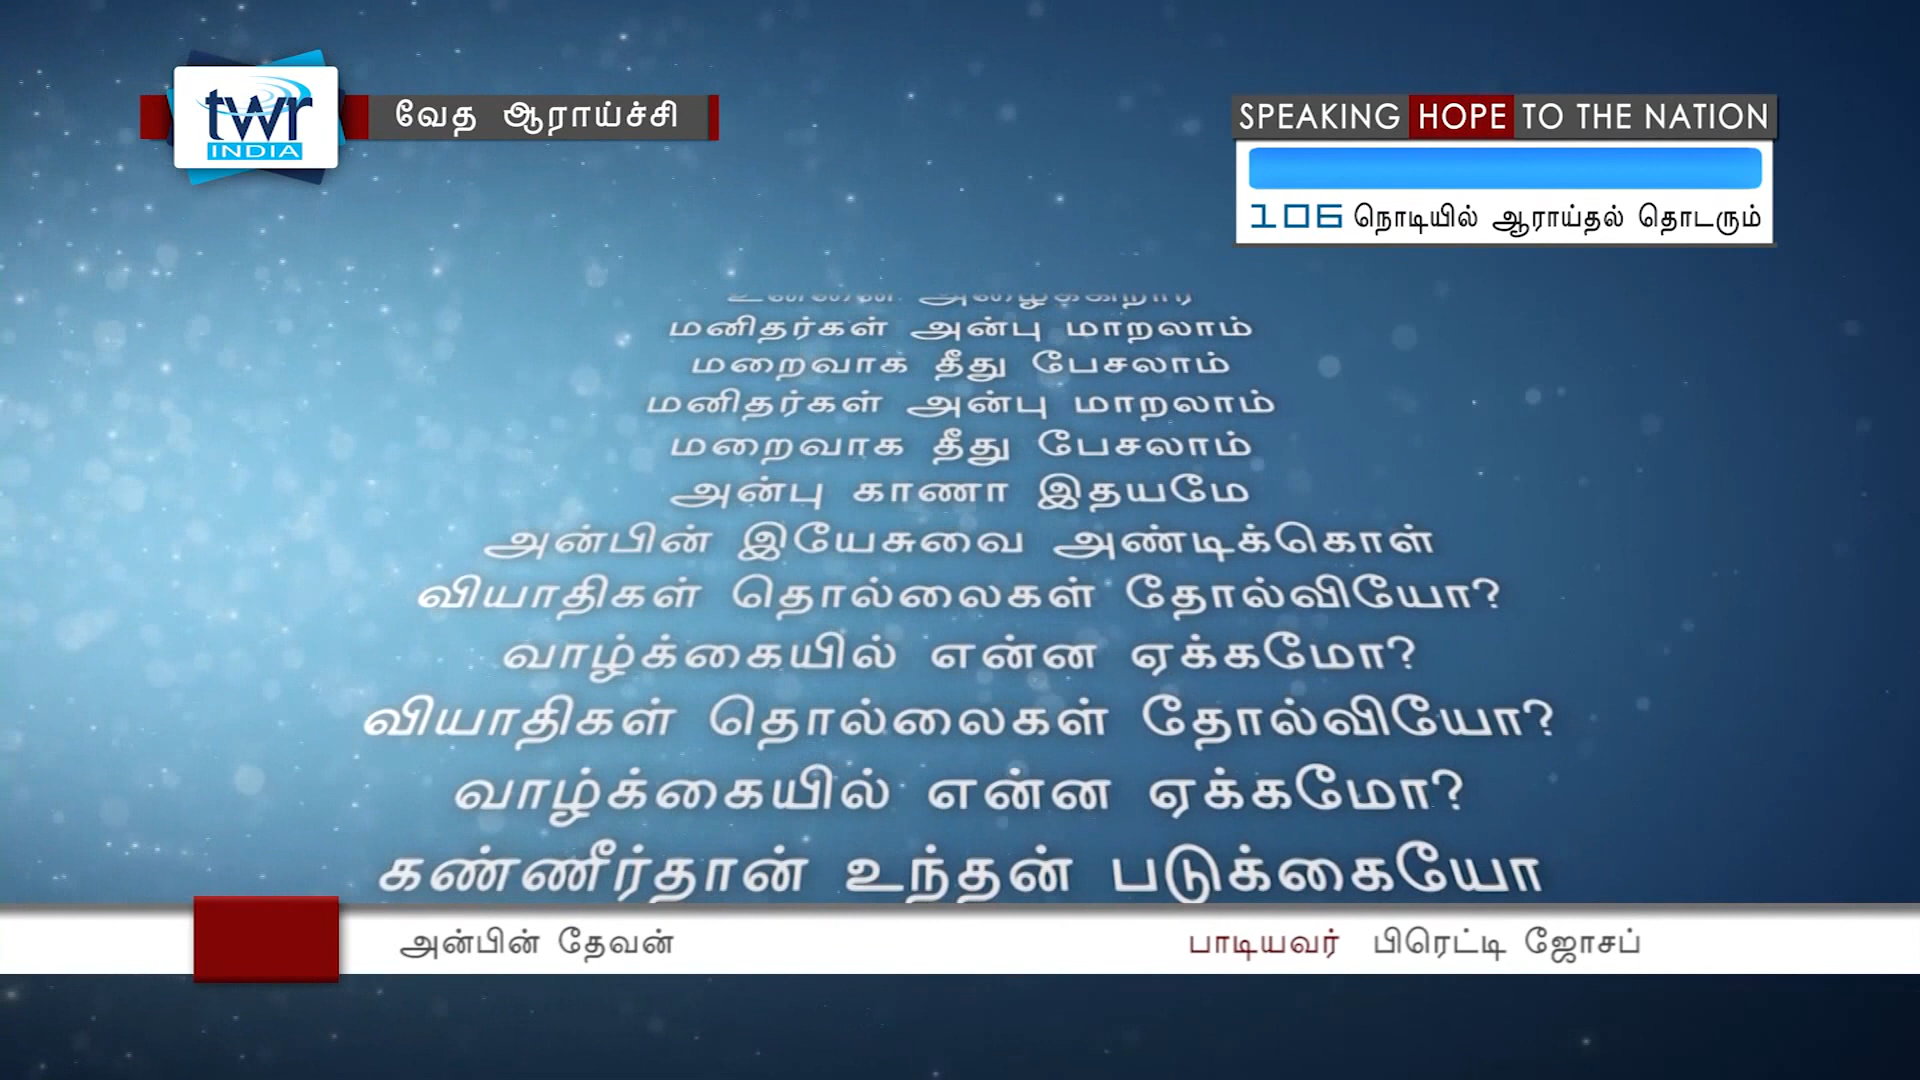 twr
INDIA
வேத ஆராய்ச்சி
SPEAKING HOPE TO THE NATION
106 நொடியில் ஆராய்தல் தொடரும்
உன்னை அழைக்கிறார்
மனிதர்கள் அன்பு மாறலாம்
மறைவாக தீது பேசலாம்
மனிதர்கள் அன்பு மாறலாம்
மறைவாக தீது பேசலாம்
அன்பு காணா இதயமே
அன்பின் இயேசுவை அண்டிக்கொள்
வியாதிகள் தொல்லைகள் தோல்வியோ?
வாழ்க்கையில் என்ன ஏக்கமோ?
வியாதிகள் தொல்லைகள் தோல்வியோ?
வாழ்க்கையில் என்ன ஏக்கமோ?
கண்ணீர்தான் உந்தன் படுக்கையோ
அன்பின் தேவன்
பாடியவர் பிரெட்டி ஜோசப்